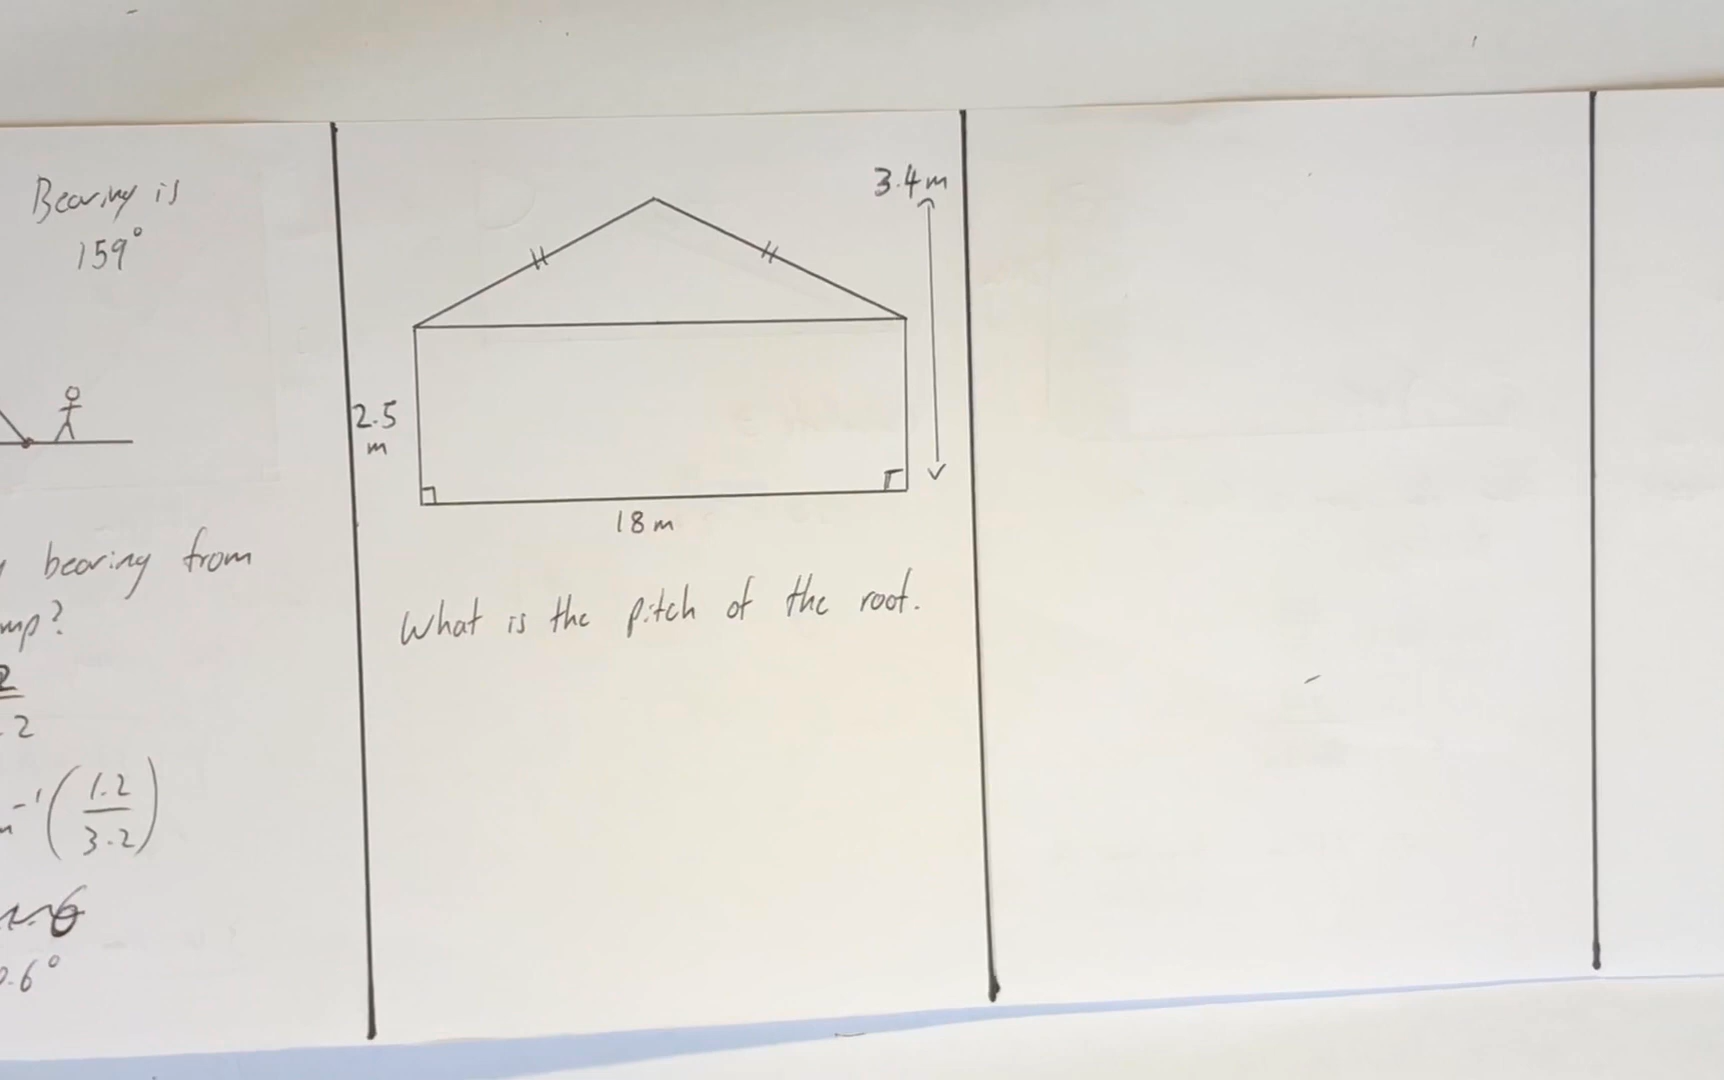 Bearing is
159°
bearing from
mp?
2
2
-1 (1.2
3.2)
.6°
3.4m
2.5
m
18m
What is the pitch of the roof.